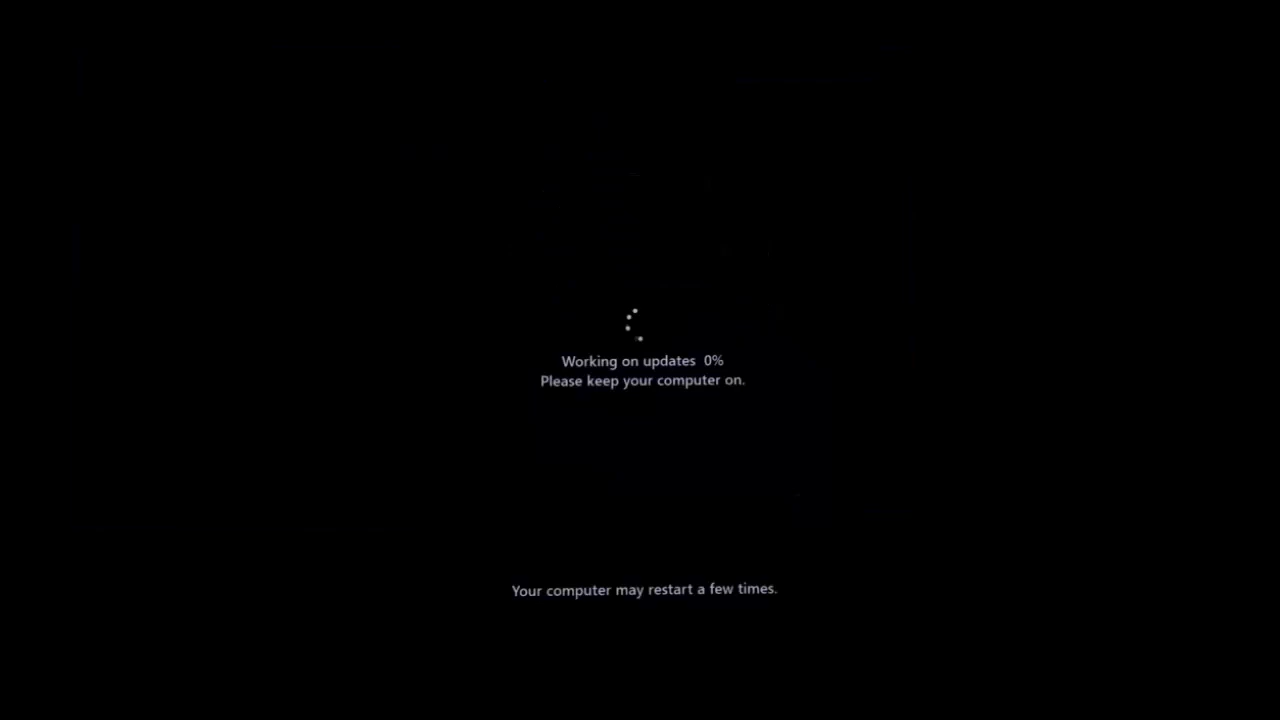 Working on updates  0%
Please keep your computer on.
Your computer may restart a few times.